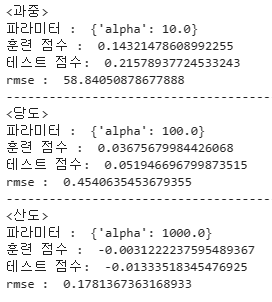 <과중>
파라미터 :  {'alpha': 10.0}
훈련 점수 :  0.14321478608992255
테스트 점수:  0.21578937724533243
rmse :  58.84050878677888
------------------------------------
<당도>
파라미터 :  {'alpha': 100.0}
훈련 점수 :  0.03675679984426068
테스트 점수:  0.051946696799873515
rmse :  0.4540635453679355
------------------------------------
<산도>
파라미터 :  {'alpha': 1000.0}
훈련 점수 :  -0.0031222237595489367
테스트 점수:  -0.01333518345476925
rmse :  0.1781367363168933